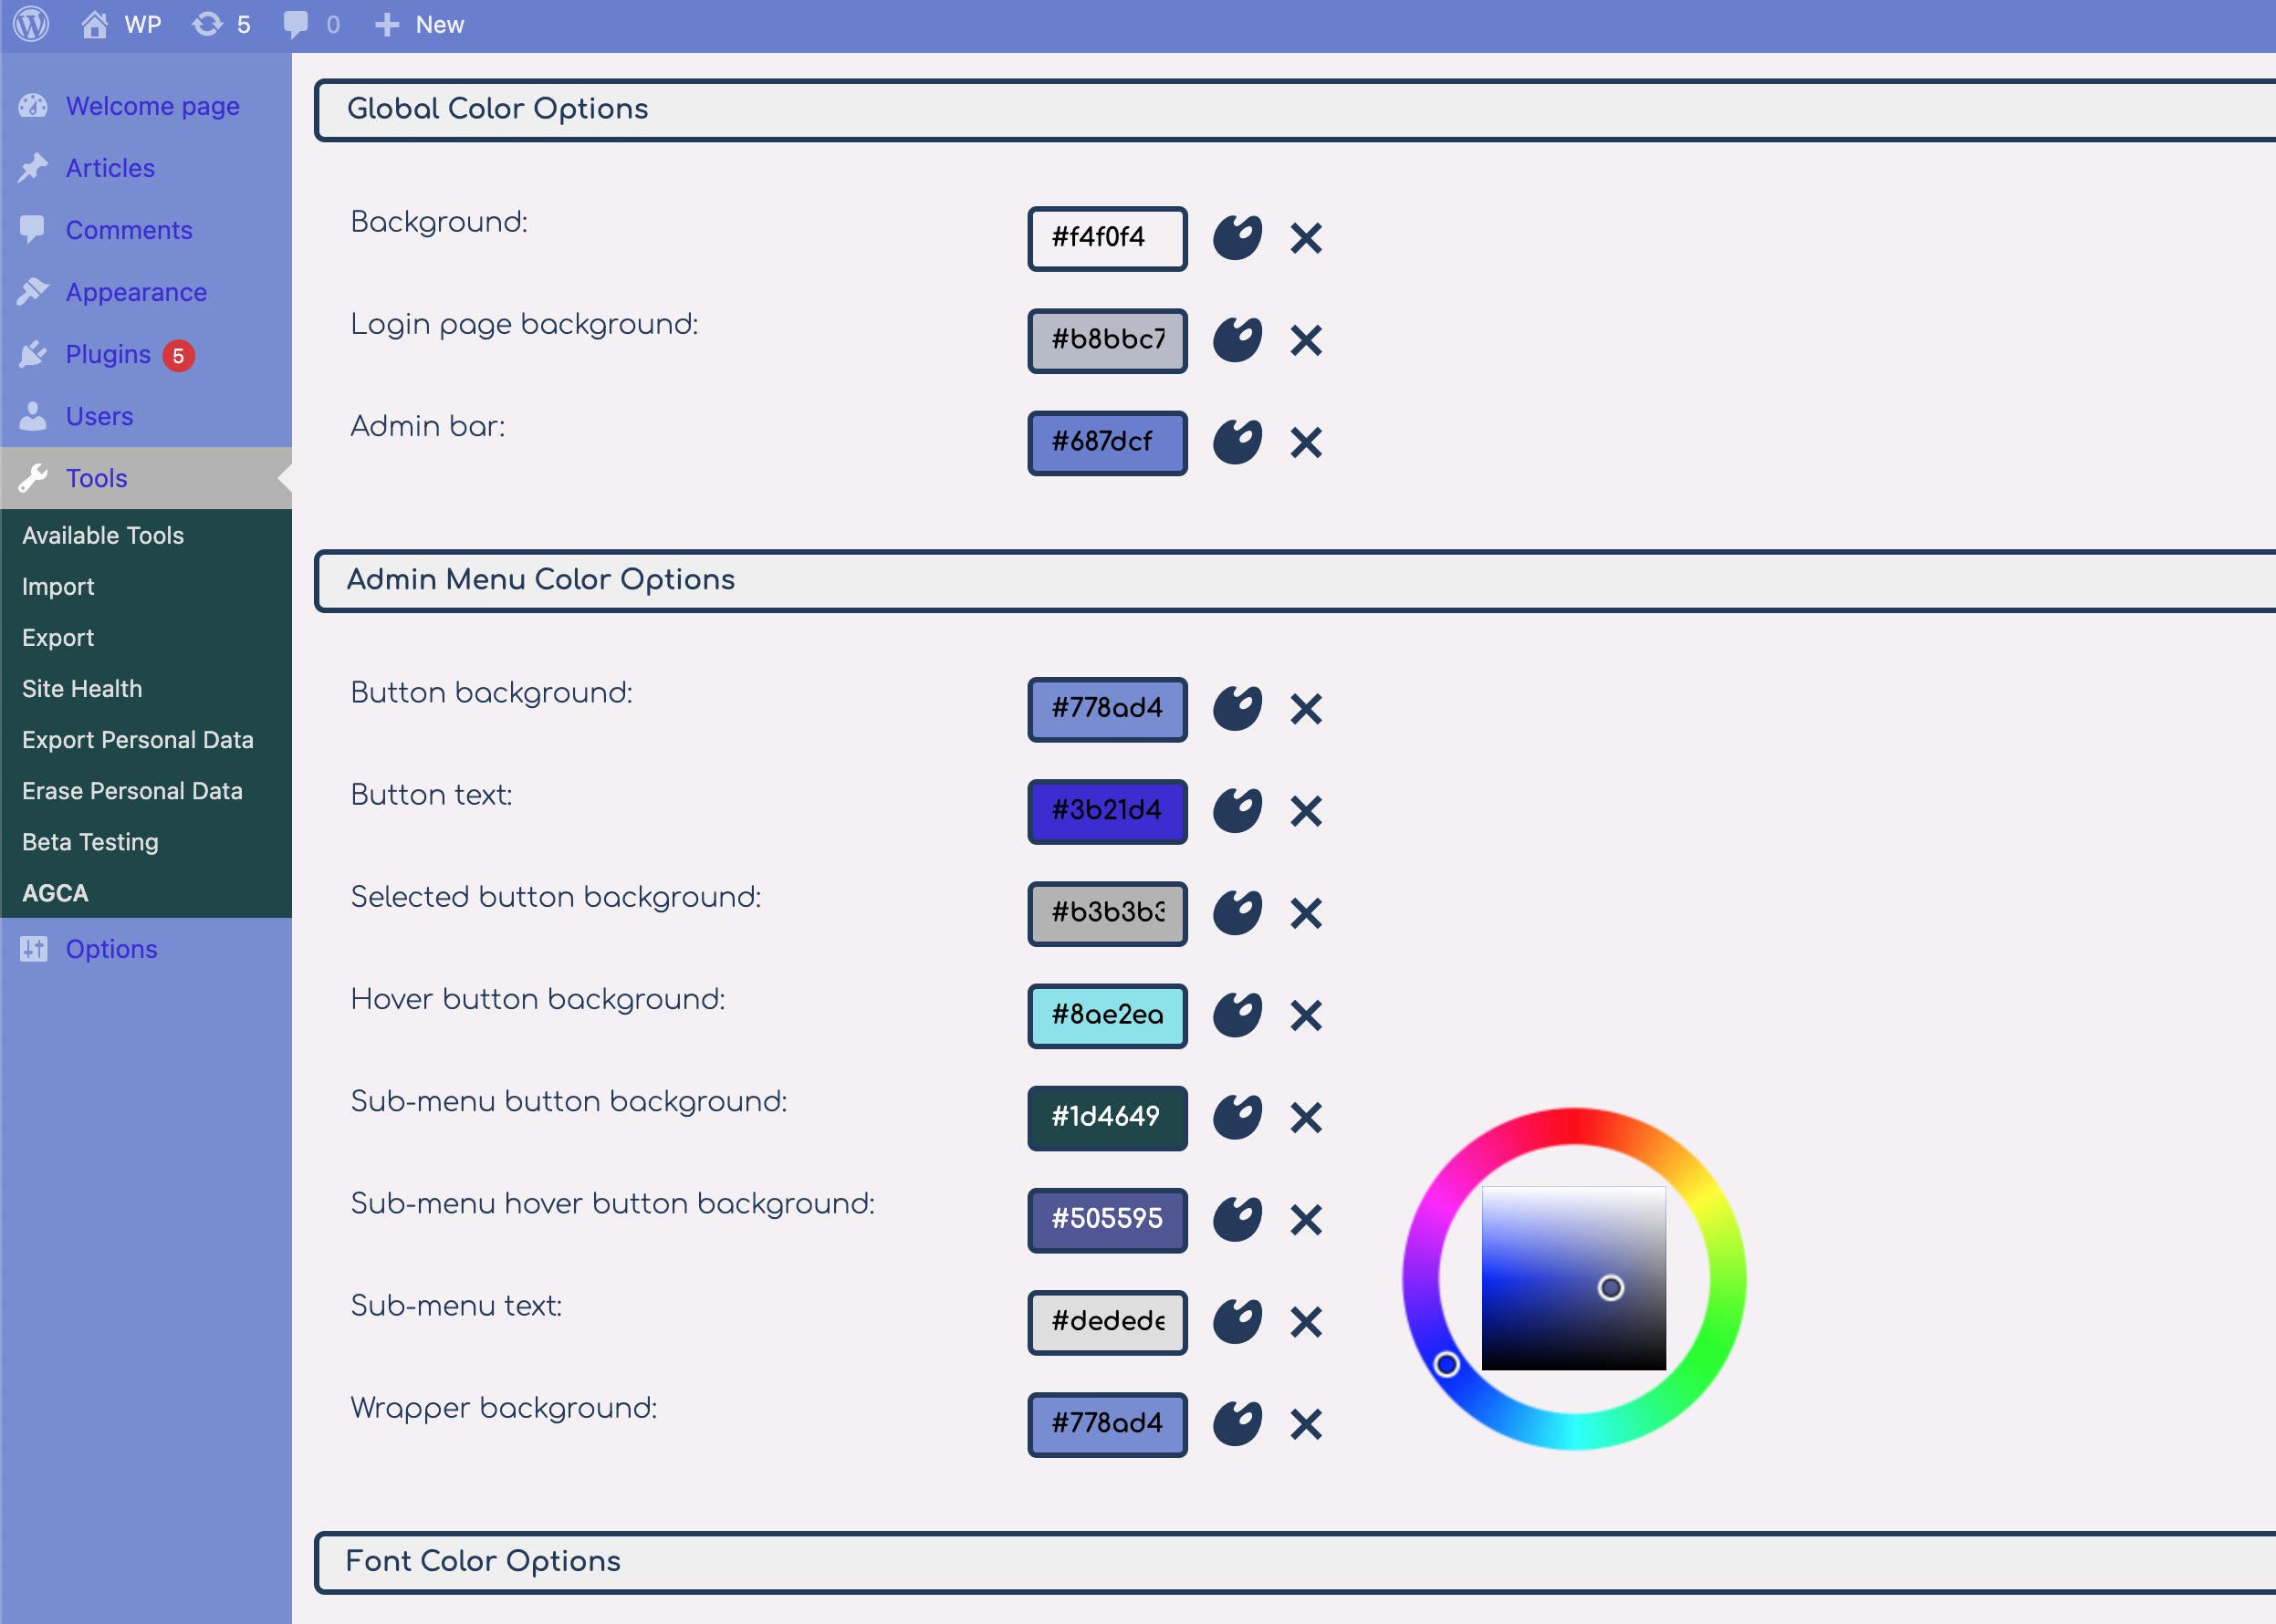 WP 5 0 New
Welcome page
Articles
Comments
Appearance
Plugins 5
Users
Tools
Available Tools
Import
Export
Site Health
Export Personal Data
Erase Personal Data
Beta Testing
AGCA
Options
Global Color Options
Background: #f4f0f4
Login page background: #b8bbc7
Admin bar: #687dcf
Admin Menu Color Options
Button background: #778ad4
Button text: #3b21d4
Selected button background: #b3b3b3
Hover button background: #8ae2ea
Sub-menu button background: #1d4649
Sub-menu hover button background: #505595
Sub-menu text: #dedede
Wrapper background: #778ad4
Font Color Options